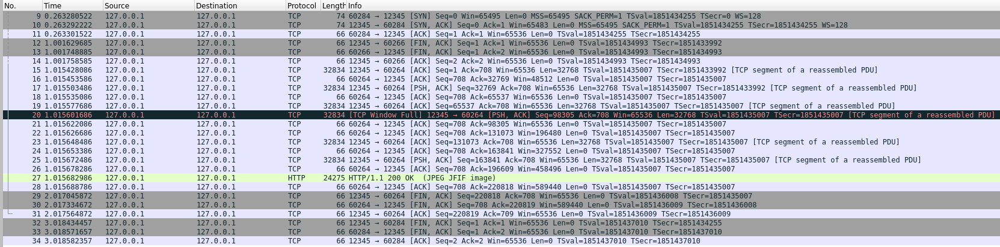 No. Time Source Destination Protocol Length Info
9 0.263280522 127.0.0.1 127.0.0.1 TCP 74 60284 → 12345 [SYN] Seq=0 Win=65495 Len=0 MSS=65495 SACK_PERM=1 TSval=1851434255 TSecr=0 WS=128
10 0.263292222 127.0.0.1 127.0.0.1 TCP 74 12345 → 60284 [SYN, ACK] Seq=0 Ack=1 Win=65483 Len=0 MSS=65495 SACK_PERM=1 TSval=1851434255 TSecr=1851434255 WS=128
11 0.263301522 127.0.0.1 127.0.0.1 TCP 66 60284 → 12345 [ACK] Seq=1 Ack=1 Win=65536 Len=0 TSval=1851434255 TSecr=1851434255
12 1.001629685 127.0.0.1 127.0.0.1 TCP 66 12345 → 60266 [FIN, ACK] Seq=1 Ack=1 Win=65536 Len=0 TSval=1851434993 TSecr=1851433992
13 1.001748885 127.0.0.1 127.0.0.1 TCP 66 60266 → 12345 [FIN, ACK] Seq=1 Ack=2 Win=65536 Len=0 TSval=1851434993 TSecr=1851434993
14 1.001758585 127.0.0.1 127.0.0.1 TCP 66 12345 → 60266 [ACK] Seq=2 Ack=2 Win=65536 Len=0 TSval=1851434993 TSecr=1851434993
15 1.015428086 127.0.0.1 127.0.0.1 TCP 32834 12345 → 60264 [ACK] Seq=1 Ack=708 Win=65536 Len=32768 TSval=1851435007 TSecr=1851433992 [TCP segment of a reassembled PDU]
16 1.015453586 127.0.0.1 127.0.0.1 TCP 66 60264 → 12345 [ACK] Seq=708 Ack=32769 Win=48512 Len=0 TSval=1851435007 TSecr=1851435007
17 1.015503486 127.0.0.1 127.0.0.1 TCP 32834 12345 → 60264 [PSH, ACK] Seq=32769 Ack=708 Win=65536 Len=32768 TSval=1851435007 TSecr=1851433992 [TCP segment of a reassembled PDU]
18 1.015535086 127.0.0.1 127.0.0.1 TCP 66 60264 → 12345 [ACK] Seq=708 Ack=65537 Win=65536 Len=0 TSval=1851435007 TSecr=1851435007
19 1.015577686 127.0.0.1 127.0.0.1 TCP 32834 12345 → 60264 [ACK] Seq=65537 Ack=708 Win=65536 Len=32768 TSval=1851435007 TSecr=1851435007 [TCP segment of a reassembled PDU]
20 1.015601686 127.0.0.1 127.0.0.1 TCP 32834 [TCP Window Full] 12345 → 60264 [PSH, ACK] Seq=98305 Ack=708 Win=65536 Len=32768 TSval=1851435007 TSecr=1851435007 [TCP segment of a reassembled PDU]
21 1.015622086 127.0.0.1 127.0.0.1 TCP 66 60264 → 12345 [ACK] Seq=708 Ack=98305 Win=65536 Len=0 TSval=1851435007 TSecr=1851435007
22 1.015626686 127.0.0.1 127.0.0.1 TCP 66 60264 → 12345 [ACK] Seq=708 Ack=131073 Win=196480 Len=0 TSval=1851435007 TSecr=1851435007
23 1.015648486 127.0.0.1 127.0.0.1 TCP 32834 12345 → 60264 [ACK] Seq=131073 Ack=708 Win=65536 Len=32768 TSval=1851435007 TSecr=1851435007 [TCP segment of a reassembled PDU]
24 1.015653386 127.0.0.1 127.0.0.1 TCP 66 60264 → 12345 [ACK] Seq=708 Ack=163841 Win=327552 Len=0 TSval=1851435007 TSecr=1851435007
25 1.015672486 127.0.0.1 127.0.0.1 TCP 32834 12345 → 60264 [PSH, ACK] Seq=163841 Ack=708 Win=65536 Len=32768 TSval=1851435007 TSecr=1851435007 [TCP segment of a reassembled PDU]
26 1.015678286 127.0.0.1 127.0.0.1 TCP 66 60264 → 12345 [ACK] Seq=708 Ack=196609 Win=458496 Len=0 TSval=1851435007 TSecr=1851435007
27 1.015682986 127.0.0.1 127.0.0.1 HTTP 24275 HTTP/1.1 200 OK (JPEG JFIF image)
28 1.015688786 127.0.0.1 127.0.0.1 TCP 66 60264 → 12345 [ACK] Seq=708 Ack=220818 Win=589440 Len=0 TSval=1851435007 TSecr=1851435007
29 2.017045872 127.0.0.1 127.0.0.1 TCP 66 12345 → 60264 [FIN, ACK] Seq=220818 Ack=708 Win=65536 Len=0 TSval=1851436008 TSecr=1851435007
30 2.017334672 127.0.0.1 127.0.0.1 TCP 66 60264 → 12345 [FIN, ACK] Seq=708 Ack=220819 Win=589440 Len=0 TSval=1851436009 TSecr=1851436008
31 2.017564872 127.0.0.1 127.0.0.1 TCP 66 12345 → 60264 [ACK] Seq=220819 Ack=709 Win=65536 Len=0 TSval=1851436009 TSecr=1851436009
32 3.018434457 127.0.0.1 127.0.0.1 TCP 66 12345 → 60284 [FIN, ACK] Seq=1 Ack=1 Win=65536 Len=0 TSval=1851437010 TSecr=1851434255
33 3.018571657 127.0.0.1 127.0.0.1 TCP 66 60284 → 12345 [FIN, ACK] Seq=1 Ack=2 Win=65536 Len=0 TSval=1851437010 TSecr=1851437010
34 3.018582357 127.0.0.1 127.0.0.1 TCP 66 12345 → 60284 [ACK] Seq=2 Ack=2 Win=65536 Len=0 TSval=1851437010 TSecr=1851437010